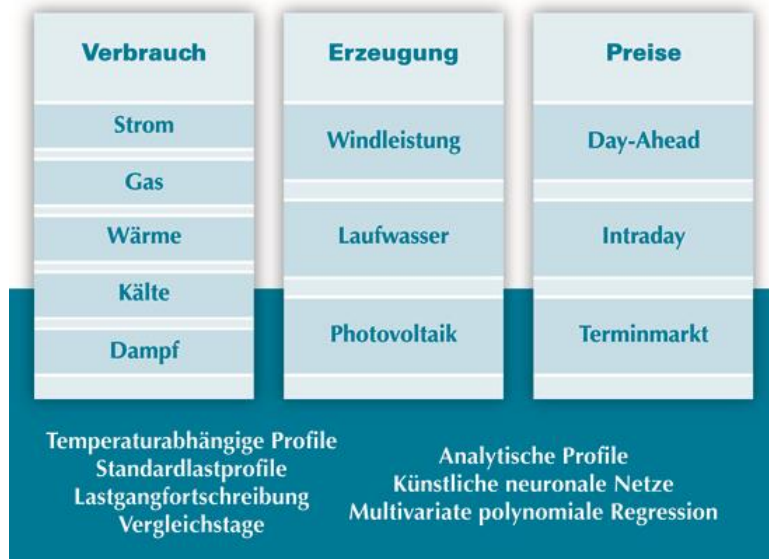 Verbrauch
Strom
Gas
Wärme
Kälte
Dampf
Erzeugung
Windleistung
Laufwasser
Photovoltaik
Preise
Day-Ahead
Intraday
Terminmarkt
Temperaturabhängige Profile
Standardlastprofile
Lastgangfortschreibung
Vergleichstage
Analytische Profile
Künstliche neuronale Netze
Multivariate polynomiale Regression